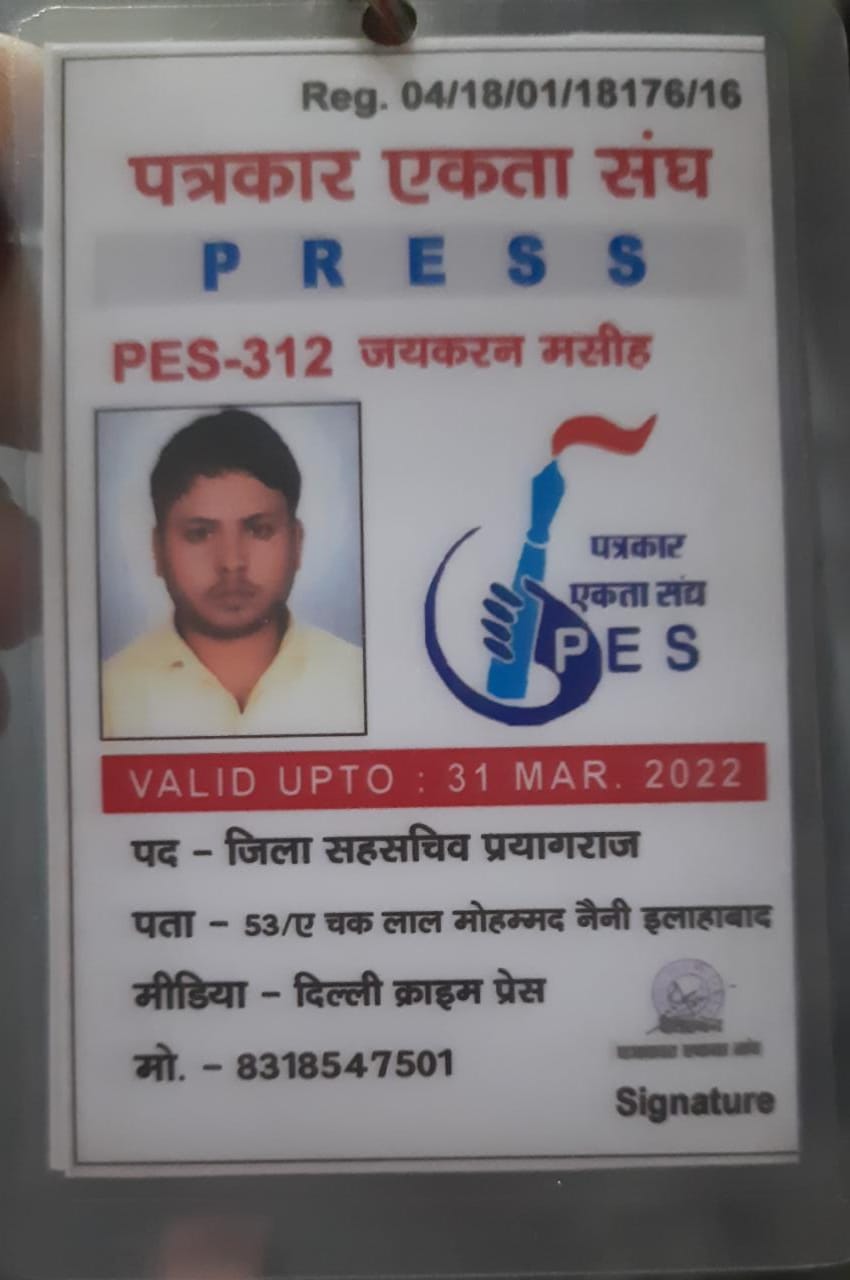 Reg. 04/18/01/18176/16
पत्रकार एकता संघ
PRESS
PES-312 जयकरन मसीह
पत्रकार
एकता संघ
PES
VALID UPTO : 31 MAR. 2022
पद - जिला सहसचिव प्रयागराज
पता - 53/ए चक लाल मोहम्मद नैनी इलाहाबाद
मीडिया - दिल्ली क्राइम प्रेस
मो. - 8318547501
Signature